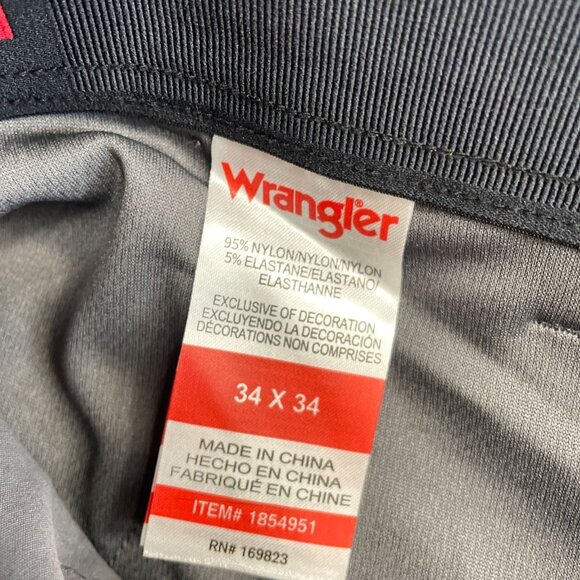 Wrangler®
95% NYLON/NYLON/NYLON
5% ELASTANE/ELASTANO/
ELASTHANNE
EXCLUSIVE OF DECORATION
EXCLUYENDO LA DECORACIÓN
DÉCORATIONS NON COMPRISES
34 X 34
MADE IN CHINA
HECHO EN CHINA
FABRIQUÉ EN CHINE
ITEM# 1854951
RN# 169823